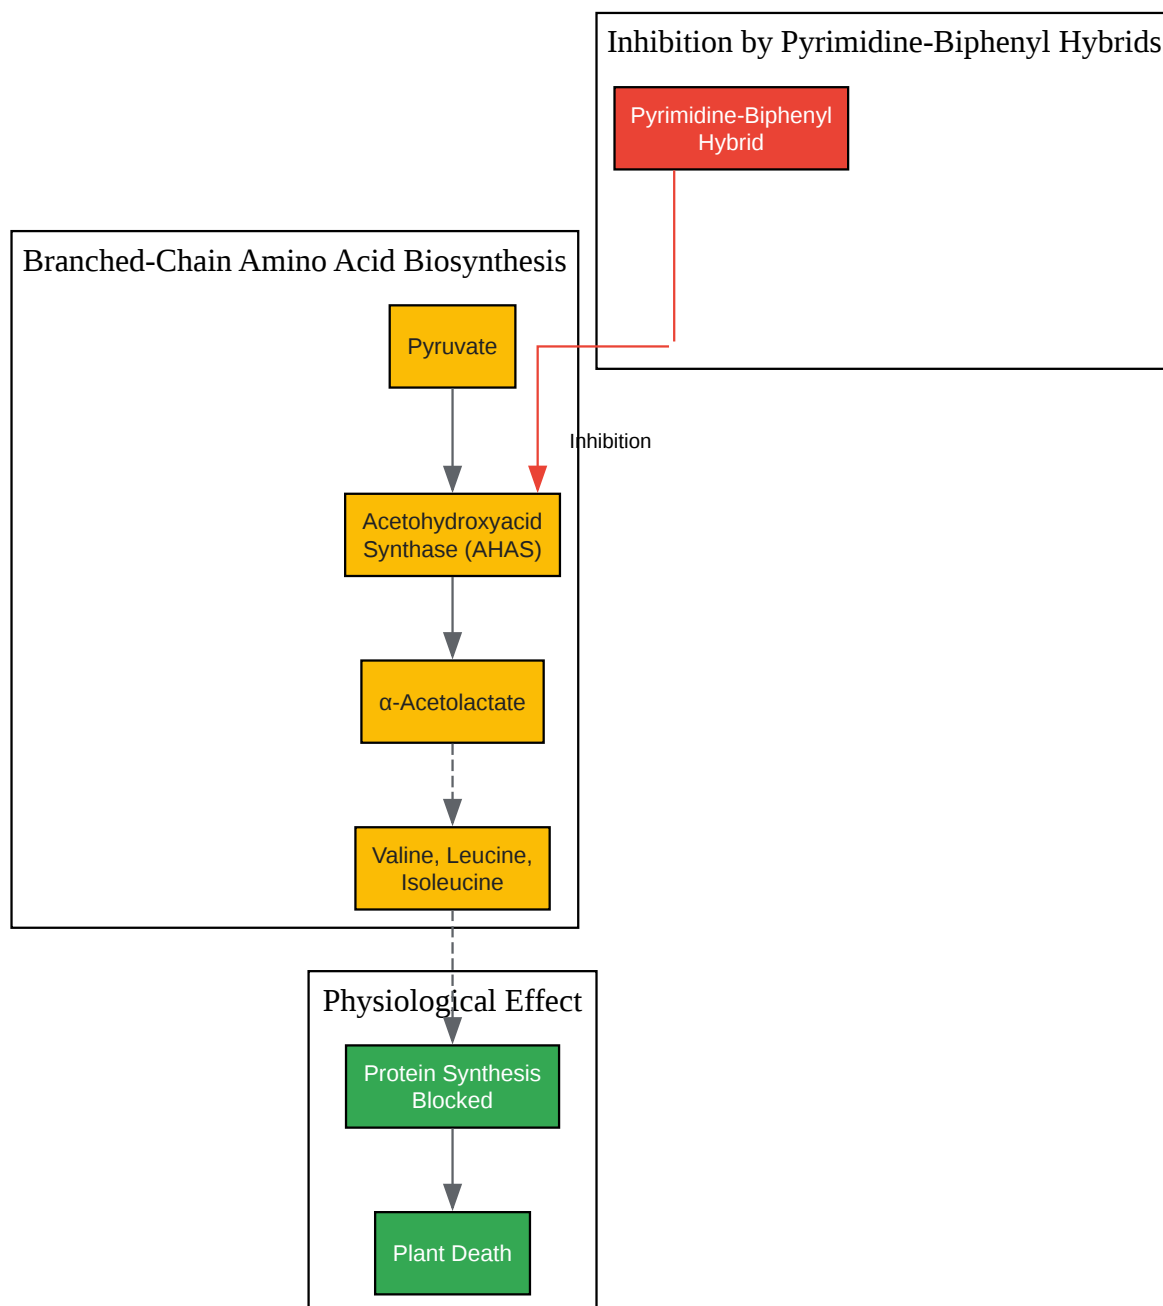 Inhibition by Pyrimidine-Biphenyl Hybrids
Pyrimidine-Biphenyl
Hybrid
Branched-Chain Amino Acid Biosynthesis
Pyruvate
Inhibition
Acetohydroxyacid
Synthase (AHAS)
α-Acetolactate
Valine, Leucine,
Isoleucine
Physiological Effect
Protein Synthesis
Blocked
Plant Death